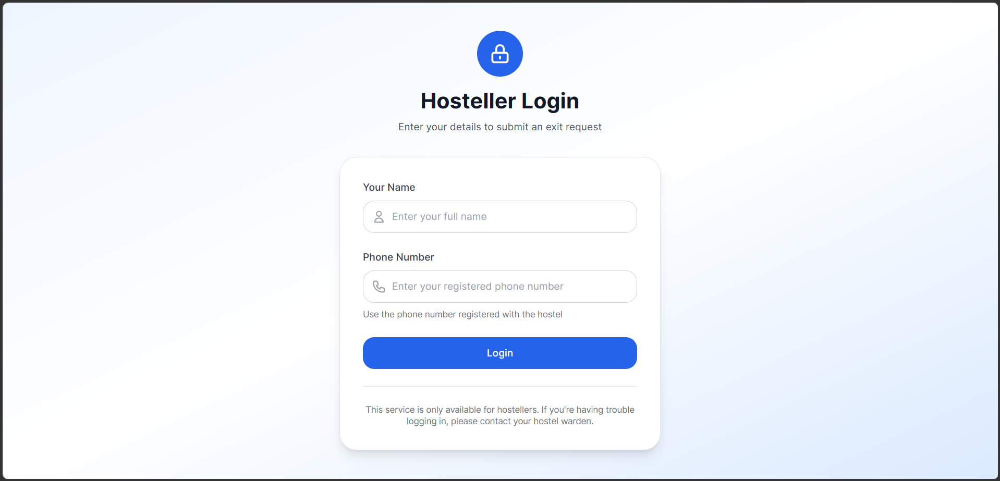 Hosteller Login
Enter your details to submit an exit request
Your Name
Enter your full name
Phone Number
Enter your registered phone number
Use the phone number registered with the hostel
Login
This service is only available for hostellers. If you're having trouble
logging in, please contact your hostel warden.